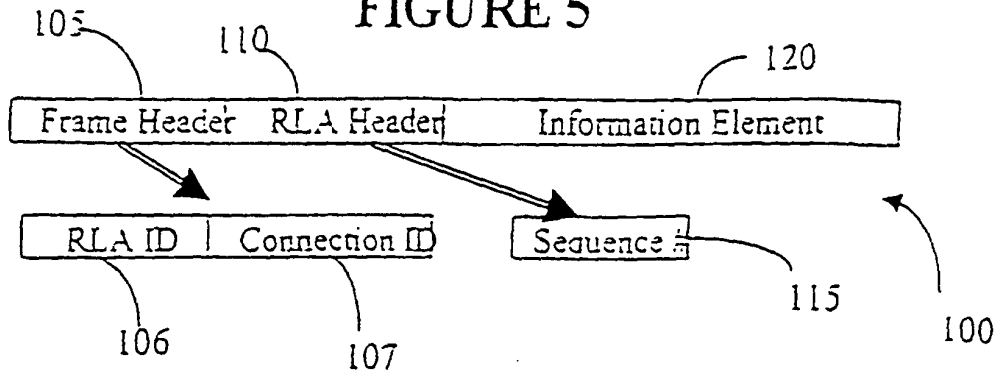 FIGURE 5
105
110
120
Frame Header RLA Header Information Element
RLA ID Connection ID Sequence #
115
100
106
107